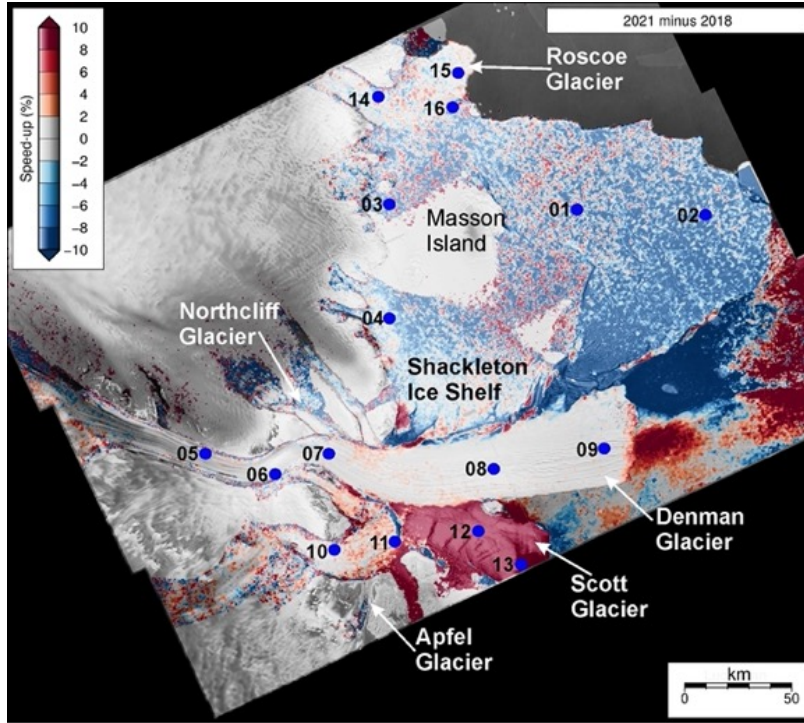 2021 minus 2018
10
8
6
4
2
0
−2
−4
−6
−8
−10
Speed-up (%)
Roscoe
Glacier
15
14
16
03
Masson
Island
01
02
Northcliff
Glacier
04
Shackleton
Ice Shelf
05
06
07
08
09
Denman
Glacier
10
11
12
13
Scott
Glacier
Apfel
Glacier
km
0
50